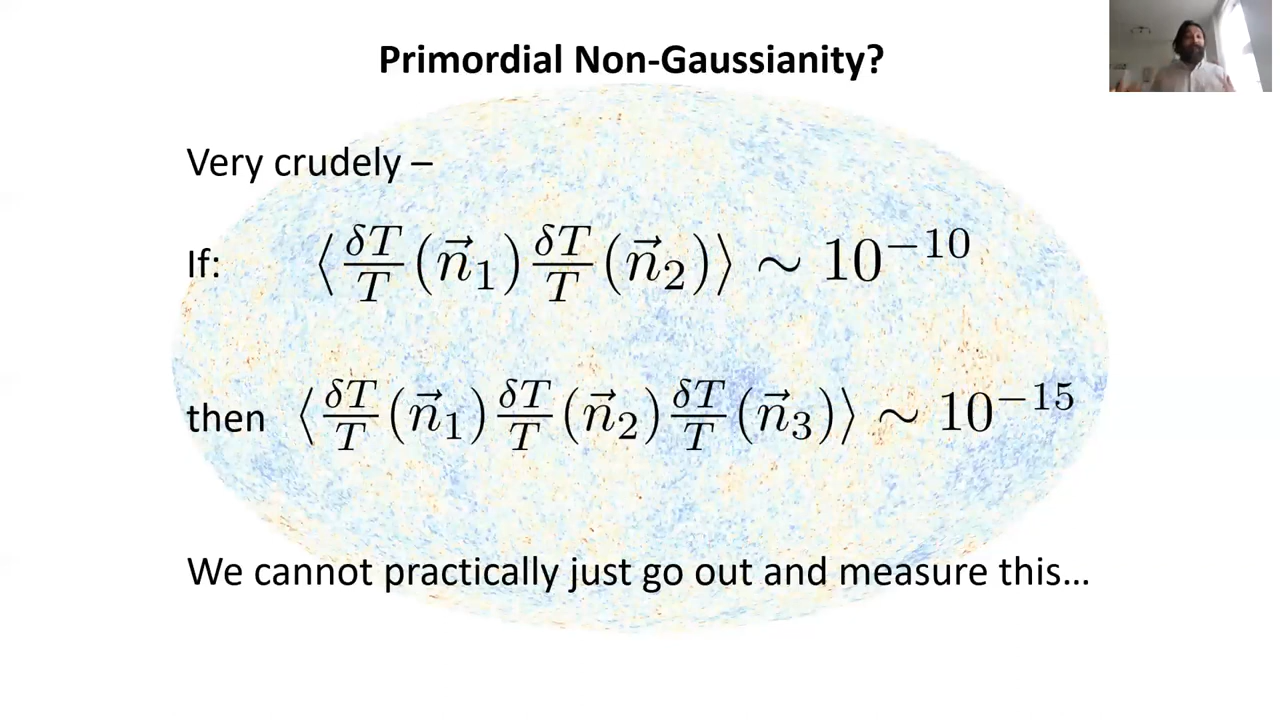 Primordial Non-Gaussianity?
Very crudely –
If: ⟨ δT/T (n⃗₁) δT/T (n⃗₂) ⟩ ∼ 10⁻¹⁰
then ⟨ δT/T (n⃗₁) δT/T (n⃗₂) δT/T (n⃗₃) ⟩ ∼ 10⁻¹⁵
We cannot practically just go out and measure this…